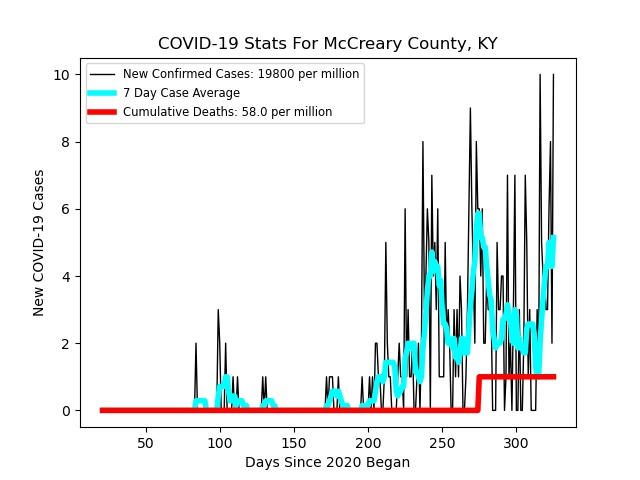 COVID-19 Stats For McCreary County, KY
New Confirmed Cases: 19800 per million
7 Day Case Average
Cumulative Deaths: 58.0 per million
New COVID-19 Cases
10
8
6
4
2
0
50 100 150 200 250 300
Days Since 2020 Began